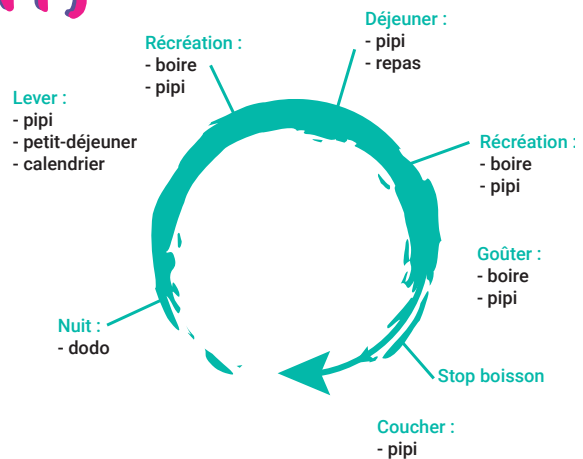 Lever :
- pipi
- petit-déjeuner
- calendrier
Récréation :
- boire
- pipi
Déjeuner :
- pipi
- repas
Récréation :
- boire
- pipi
Goûter :
- boire
- pipi
Stop boisson
Coucher :
- pipi
Nuit :
- dodo